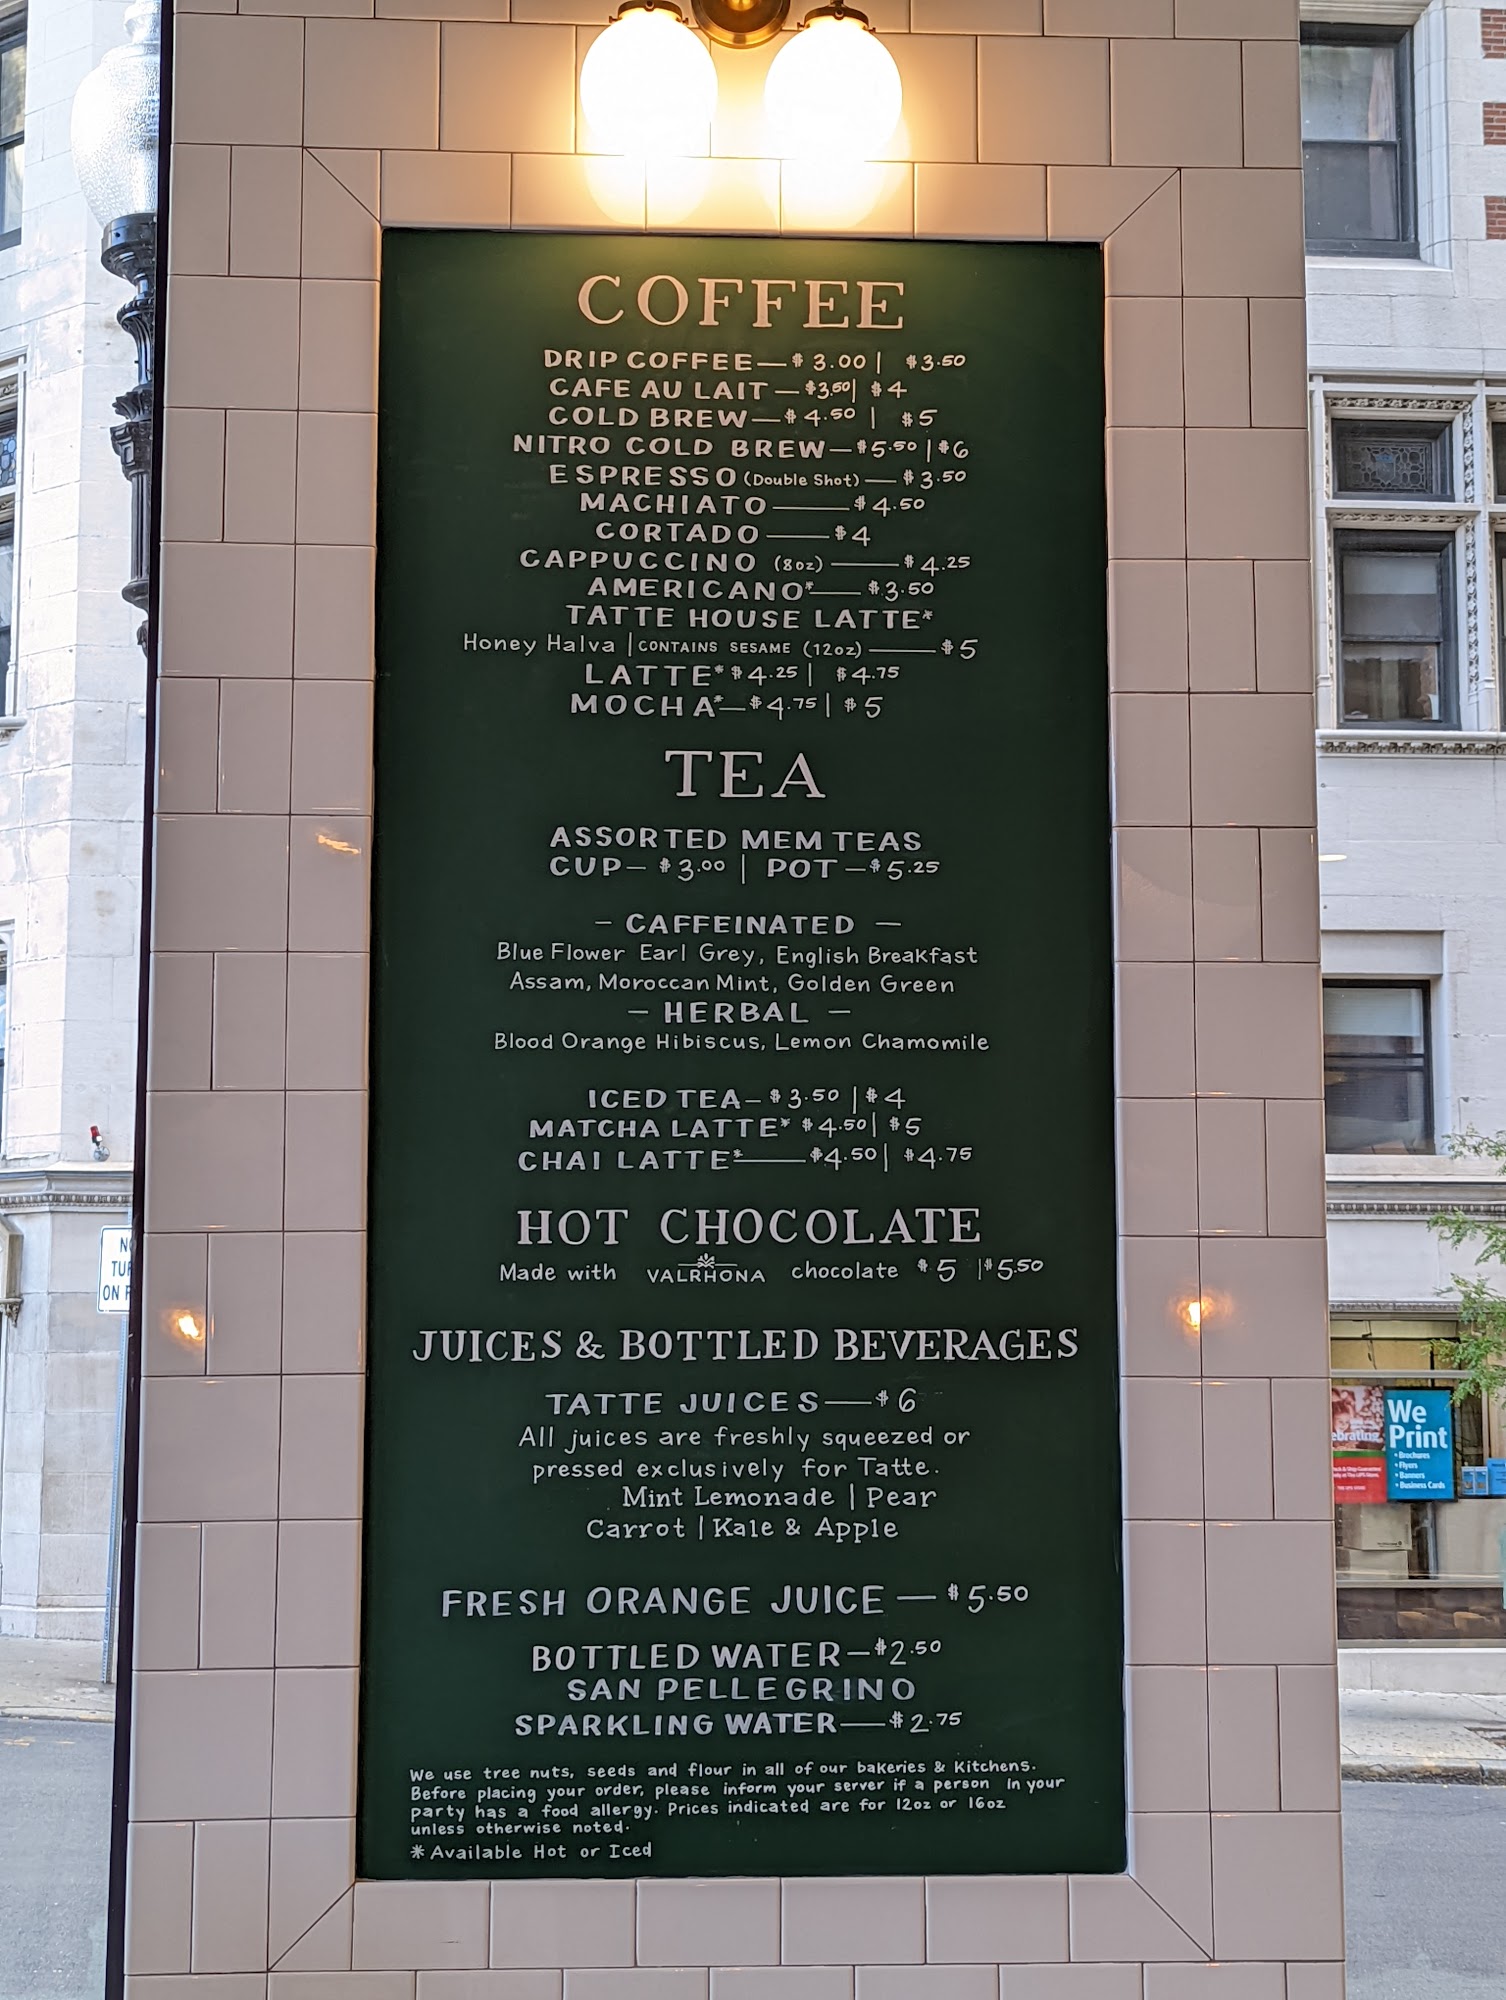 COFFEE
DRIP COFFEE—$3.00 | $3.50
CAFE AU LAIT—$3.50| $4
COLD BREW—$4.50 | $5
NITRO COLD BREW—$5.50 |$6
ESPRESSO (Double Shot)—$3.50
MACHIATO—$4.50
CORTADO—$4
CAPPUCCINO (8oz)—$4.25
AMERICANO*—$3.50
TATTE HOUSE LATTE*
Honey Halva | CONTAINS SESAME (12oz)—$5
LATTE* $4.25 | $4.75
MOCHA*—$4.75 | $5
TEA
ASSORTED MEM TEAS
CUP—$3.00 | POT—$5.25
— CAFFEINATED —
Blue Flower Earl Grey, English Breakfast
Assam, Moroccan Mint, Golden Green
— HERBAL —
Blood Orange Hibiscus, Lemon Chamomile
ICED TEA—$3.50 |$4
MATCHA LATTE* $4.50| $5
CHAI LATTE*—$4.50| $4.75
HOT CHOCOLATE
Made with VALRHONA chocolate $5 |$5.50
JUICES & BOTTLED BEVERAGES
TATTE JUICES—$6
All juices are freshly squeezed or
pressed exclusively for Tatte.
Mint Lemonade | Pear
Carrot | Kale & Apple
FRESH ORANGE JUICE—$5.50
BOTTLED WATER—$2.50
SAN PELLEGRINO
SPARKLING WATER—$2.75
We use tree nuts, seeds and flour in all of our bakeries & Kitchens.
Before placing your order, please inform your server if a person in your
party has a food allergy. Prices indicated are for 12oz or 16oz
unless otherwise noted.
* Available Hot or Iced
ON
We
Print
• Brochures
• Flyers
• Banners
• Business Cards